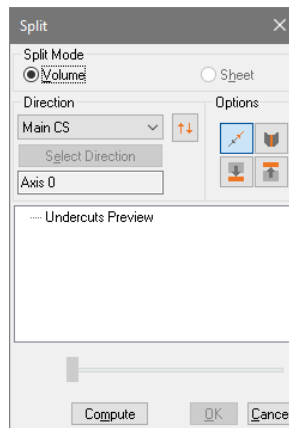 Split
Split Mode
Volume
Sheet
Direction
Options
Main CS
Select Direction
Axis 0
Undercuts Preview
Compute
OK
Cance